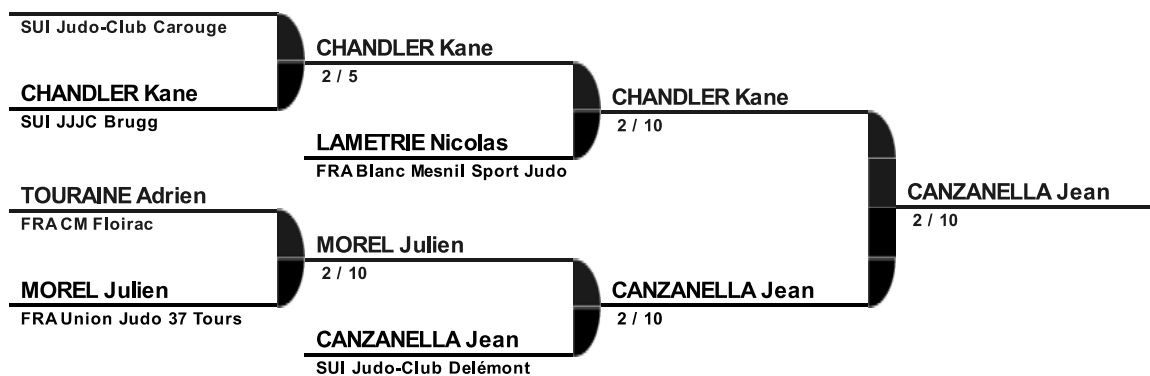 SUI Judo-Club Carouge
CHANDLER Kane
SUI JJJC Brugg
TOURAINE Adrien
FRA CM Floirac
MOREL Julien
FRA Union Judo 37 Tours
CHANDLER Kane
2 / 5
LAMETRIE Nicolas
FRA Blanc Mesnil Sport Judo
MOREL Julien
2 / 10
CANZANELLA Jean
SUI Judo-Club Delémont
CHANDLER Kane
2 / 10
CANZANELLA Jean
2 / 10
CANZANELLA Jean
2 / 10